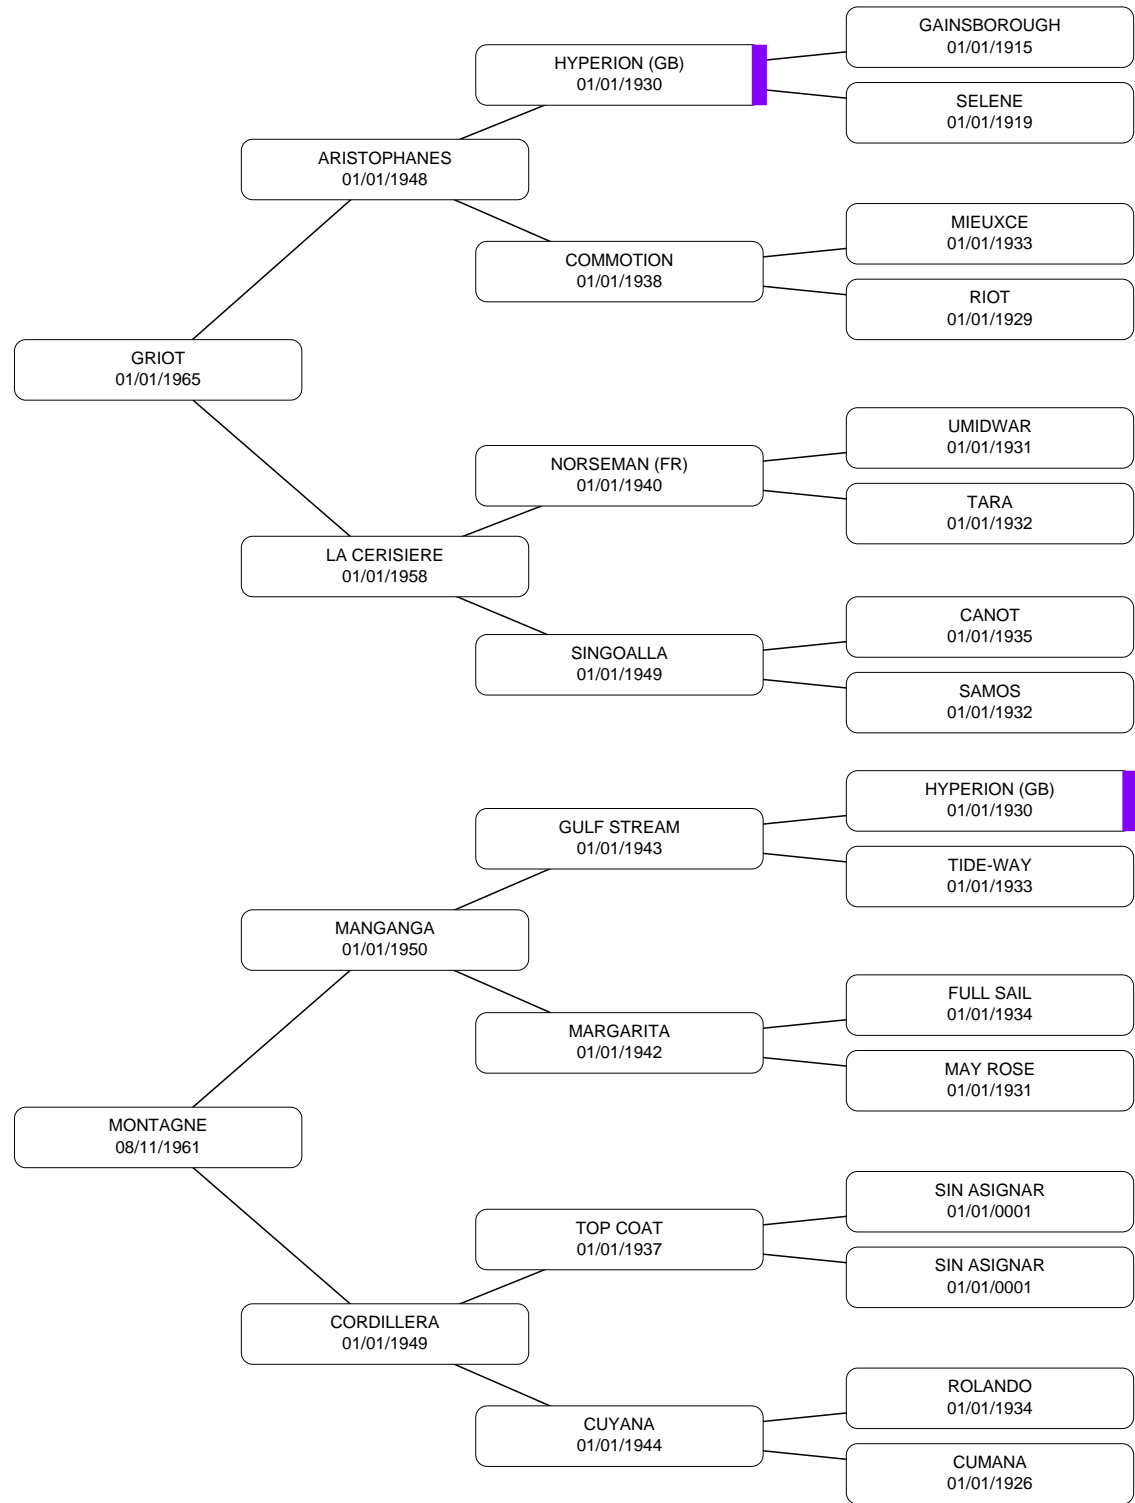 GAINSBOROUGH
01/01/1915
HYPERION (GB)
01/01/1930
SELENE
01/01/1919
ARISTOPHANES
01/01/1948
MIEUXCE
01/01/1933
COMMOTION
01/01/1938
RIOT
01/01/1929
GRIOT
01/01/1965
UMIDWAR
01/01/1931
NORSEMAN (FR)
01/01/1940
TARA
01/01/1932
LA CERISIERE
01/01/1958
CANOT
01/01/1935
SINGOALLA
01/01/1949
SAMOS
01/01/1932
HYPERION (GB)
01/01/1930
GULF STREAM
01/01/1943
TIDE-WAY
01/01/1933
MANGANGA
01/01/1950
FULL SAIL
01/01/1934
MARGARITA
01/01/1942
MAY ROSE
01/01/1931
MONTAGNE
08/11/1961
SIN ASIGNAR
01/01/0001
TOP COAT
01/01/1937
SIN ASIGNAR
01/01/0001
CORDILLERA
01/01/1949
ROLANDO
01/01/1934
CUYANA
01/01/1944
CUMANA
01/01/1926